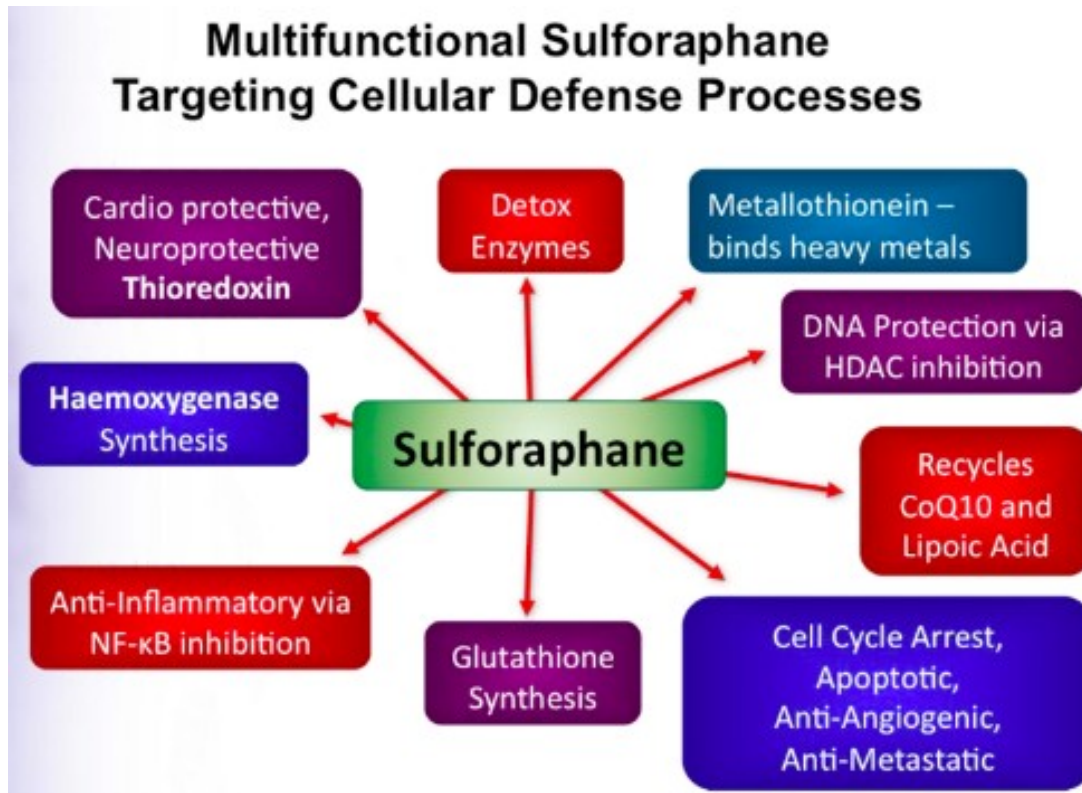 Multifunctional Sulforaphane
Targeting Cellular Defense Processes
Cardio protective,
Neuroprotective
Thioredoxin
Detox
Enzymes
Metallothionein –
binds heavy metals
DNA Protection via
HDAC inhibition
Haemoxygenase
Synthesis
Sulforaphane
Recycles
CoQ10 and
Lipoic Acid
Anti-Inflammatory via
NF-κB inhibition
Glutathione
Synthesis
Cell Cycle Arrest,
Apoptotic,
Anti-Angiogenic,
Anti-Metastatic